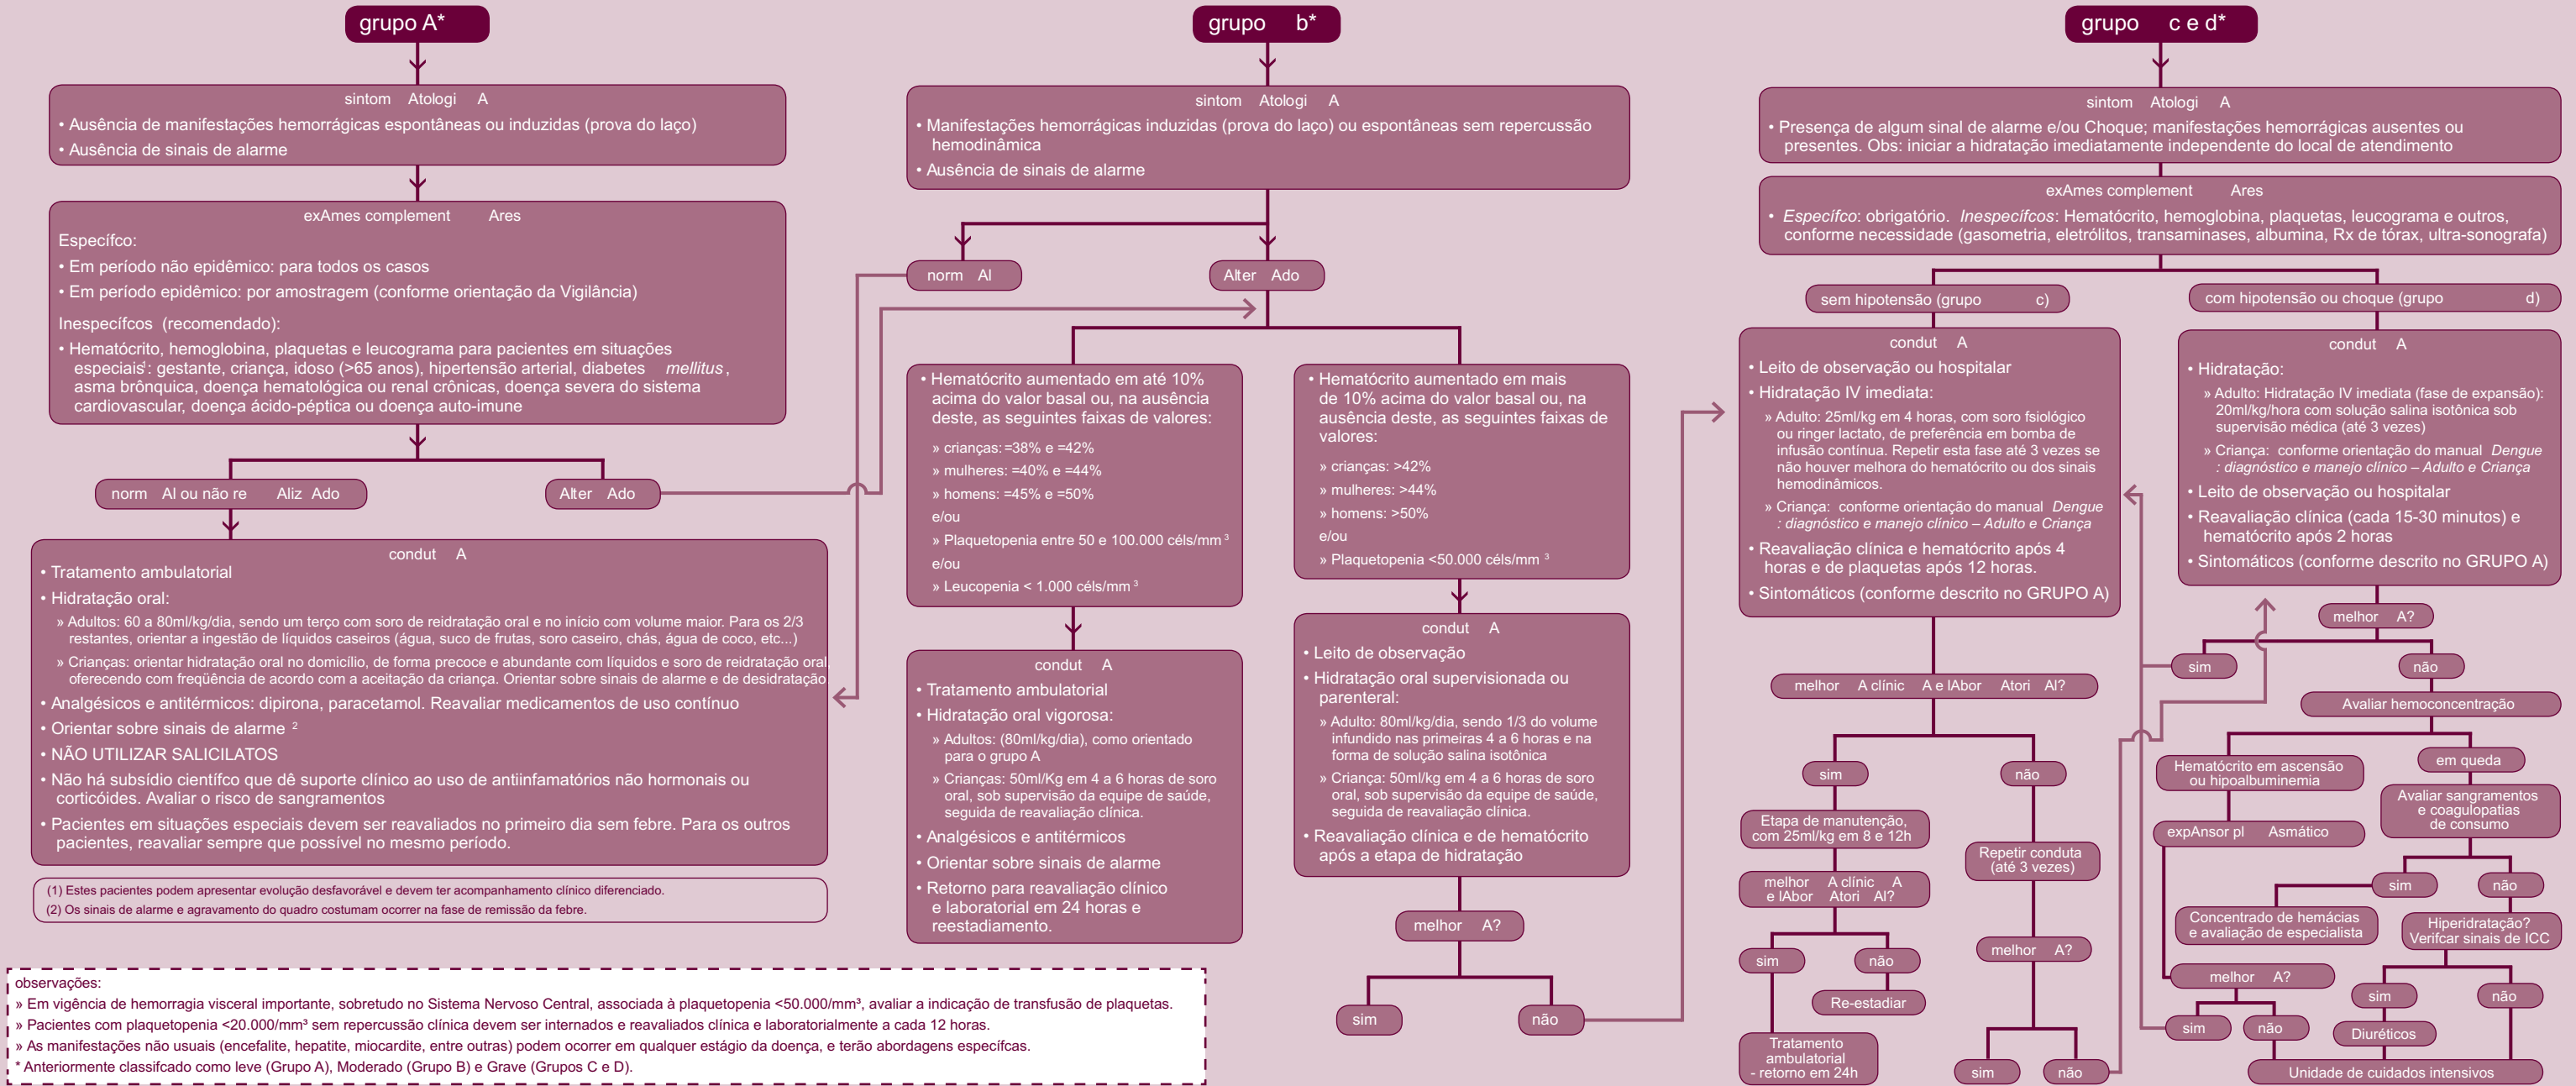 grupo A*
sintom Atologi A
• Ausência de manifestações hemorrágicas espontâneas ou induzidas (prova do laço)
• Ausência de sinais de alarme
exAmes complement Ares
Específco:
• Em período não epidêmico: para todos os casos
• Em período epidêmico: por amostragem (conforme orientação da Vigilância)
Inespecífcos (recomendado):
• Hematócrito, hemoglobina, plaquetas e leucograma para pacientes em situações
especiais¹: gestante, criança, idoso (>65 anos), hipertensão arterial, diabetes mellitus,
asma brônquica, doença hematológica ou renal crônicas, doença severa do sistema
cardiovascular, doença ácido-péptica ou doença auto-imune
norm Al ou não re Aliz Ado
Alter Ado
condut A
• Tratamento ambulatorial
• Hidratação oral:
» Adultos: 60 a 80ml/kg/dia, sendo um terço com soro de reidratação oral e no início com volume maior. Para os 2/3
restantes, orientar a ingestão de líquidos caseiros (água, suco de frutas, soro caseiro, chás, água de coco, etc...)
» Crianças: orientar hidratação oral no domicílio, de forma precoce e abundante com líquidos e soro de reidratação oral,
oferecendo com freqüência de acordo com a aceitação da criança. Orientar sobre sinais de alarme e de desidratação
• Analgésicos e antitérmicos: dipirona, paracetamol. Reavaliar medicamentos de uso contínuo
• Orientar sobre sinais de alarme ²
• NÃO UTILIZAR SALICILATOS
• Não há subsídio científco que dê suporte clínico ao uso de antiinfamatórios não hormonais ou
corticóides. Avaliar o risco de sangramentos
• Pacientes em situações especiais devem ser reavaliados no primeiro dia sem febre. Para os outros
pacientes, reavaliar sempre que possível no mesmo período.
(1) Estes pacientes podem apresentar evolução desfavorável e devem ter acompanhamento clínico diferenciado.
(2) Os sinais de alarme e agravamento do quadro costumam ocorrer na fase de remissão da febre.
grupo b*
sintom Atologi A
• Manifestações hemorrágicas induzidas (prova do laço) ou espontâneas sem repercussão
hemodinâmica
• Ausência de sinais de alarme
norm Al
Alter Ado
• Hematócrito aumentado em até 10%
acima do valor basal ou, na ausência
deste, as seguintes faixas de valores:
» crianças: =38% e =42%
» mulheres: =40% e =44%
» homens: =45% e =50%
e/ou
» Plaquetopenia entre 50 e 100.000 céls/mm ³
e/ou
» Leucopenia < 1.000 céls/mm ³
condut A
• Tratamento ambulatorial
• Hidratação oral vigorosa:
» Adultos: (80ml/kg/dia), como orientado
para o grupo A
» Crianças: 50ml/Kg em 4 a 6 horas de soro
oral, sob supervisão da equipe de saúde,
seguida de reavaliação clínica.
• Analgésicos e antitérmicos
• Orientar sobre sinais de alarme
• Retorno para reavaliação clínico
e laboratorial em 24 horas e
reestadiamento.
• Hematócrito aumentado em mais
de 10% acima do valor basal ou, na
ausência deste, as seguintes faixas de
valores:
» crianças: >42%
» mulheres: >44%
» homens: >50%
e/ou
» Plaquetopenia <50.000 céls/mm ³
condut A
• Leito de observação
• Hidratação oral supervisionada ou
parenteral:
» Adulto: 80ml/kg/dia, sendo 1/3 do volume
infundido nas primeiras 4 a 6 horas e na
forma de solução salina isotônica
» Criança: 50ml/kg em 4 a 6 horas de soro
oral, sob supervisão da equipe de saúde,
seguida de reavaliação clínica.
• Reavaliação clínica e de hematócrito
após a etapa de hidratação
melhor A?
sim
não
grupo c e d*
sintom Atologi A
• Presença de algum sinal de alarme e/ou Choque; manifestações hemorrágicas ausentes ou
presentes. Obs: iniciar a hidratação imediatamente independente do local de atendimento
exAmes complement Ares
• Específco: obrigatório. Inespecífcos: Hematócrito, hemoglobina, plaquetas, leucograma e outros,
conforme necessidade (gasometria, eletrólitos, transaminases, albumina, Rx de tórax, ultra-sonografa)
sem hipotensão (grupo c)
condut A
• Leito de observação ou hospitalar
• Hidratação IV imediata:
» Adulto: 25ml/kg em 4 horas, com soro fsiológico
ou ringer lactato, de preferência em bomba de
infusão contínua. Repetir esta fase até 3 vezes se
não houver melhora do hematócrito ou dos sinais
hemodinâmicos.
» Criança: conforme orientação do manual Dengue
: diagnóstico e manejo clínico – Adulto e Criança
• Reavaliação clínica e hematócrito após 4
horas e de plaquetas após 12 horas.
• Sintomáticos (conforme descrito no GRUPO A)
melhor A clínic A e lAbor Atori Al?
sim
não
Etapa de manutenção,
com 25ml/kg em 8 e 12h
melhor A clínic A
e lAbor Atori Al?
sim
não
Re-estadiar
Tratamento
ambulatorial
- retorno em 24h
Repetir conduta
(até 3 vezes)
melhor A?
sim
não
com hipotensão ou choque (grupo d)
condut A
• Hidratação:
» Adulto: Hidratação IV imediata (fase de expansão):
20ml/kg/hora com solução salina isotônica sob
supervisão médica (até 3 vezes)
» Criança: conforme orientação do manual Dengue
: diagnóstico e manejo clínico – Adulto e Criança
• Leito de observação ou hospitalar
• Reavaliação clínica (cada 15-30 minutos) e
hematócrito após 2 horas
• Sintomáticos (conforme descrito no GRUPO A)
melhor A?
sim
não
Avaliar hemoconcentração
Hematócrito em ascensão
ou hipoalbuminemia
em queda
expAnsor pl Asmático
Avaliar sangramentos
e coagulopatias
de consumo
sim
não
Concentrado de hemácias
e avaliação de especialista
Hiperidratação?
Verifcar sinais de ICC
melhor A?
sim
não
sim
não
Diuréticos
Unidade de cuidados intensivos
observações:
» Em vigência de hemorragia visceral importante, sobretudo no Sistema Nervoso Central, associada à plaquetopenia <50.000/mm³, avaliar a indicação de transfusão de plaquetas.
» Pacientes com plaquetopenia <20.000/mm³ sem repercussão clínica devem ser internados e reavaliados clínica e laboratorialmente a cada 12 horas.
» As manifestações não usuais (encefalite, hepatite, miocardite, entre outras) podem ocorrer em qualquer estágio da doença, e terão abordagens específcas.
* Anteriormente classifcado como leve (Grupo A), Moderado (Grupo B) e Grave (Grupos C e D).